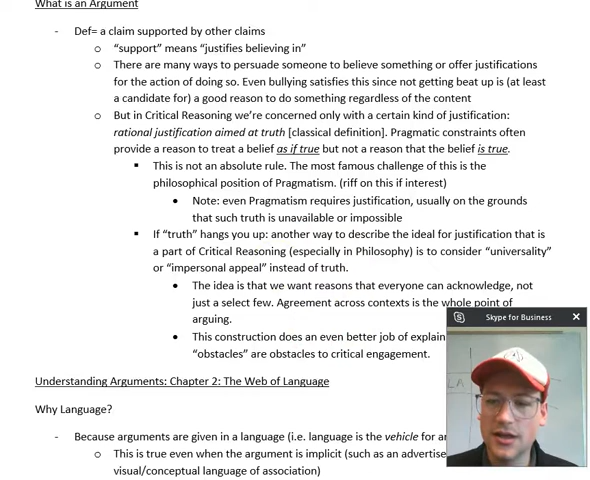 What is an Argument
- Def= a claim supported by other claims
o “support” means “justifies believing in”
o There are many ways to persuade someone to believe something or offer justifications
for the action of doing so. Even bullying satisfies this since not getting beat up is (at least
a candidate for) a good reason to do something regardless of the content
o But in Critical Reasoning we’re concerned only with a certain kind of justification:
rational justification aimed at truth [classical definition]. Pragmatic constraints often
provide a reason to treat a belief as if true but not a reason that the belief is true.
▪ This is not an absolute rule. The most famous challenge of this is the
philosophical position of Pragmatism. (riff on this if interest)
• Note: even Pragmatism requires justification, usually on the grounds
that such truth is unavailable or impossible
▪ If “truth” hangs you up: another way to describe the ideal for justification that is
a part of Critical Reasoning (especially in Philosophy) is to consider “universality”
or “impersonal appeal” instead of truth.
• The idea is that we want reasons that everyone can acknowledge, not
just a select few. Agreement across contexts is the whole point of
arguing.
• This construction does an even better job of explain
“obstacles” are obstacles to critical engagement.
Skype for Business
Understanding Arguments: Chapter 2: The Web of Language
Why Language?
- Because arguments are given in a language (i.e. language is the vehicle for ar
o This is true even when the argument is implicit (such as an advertise
visual/conceptual language of association)